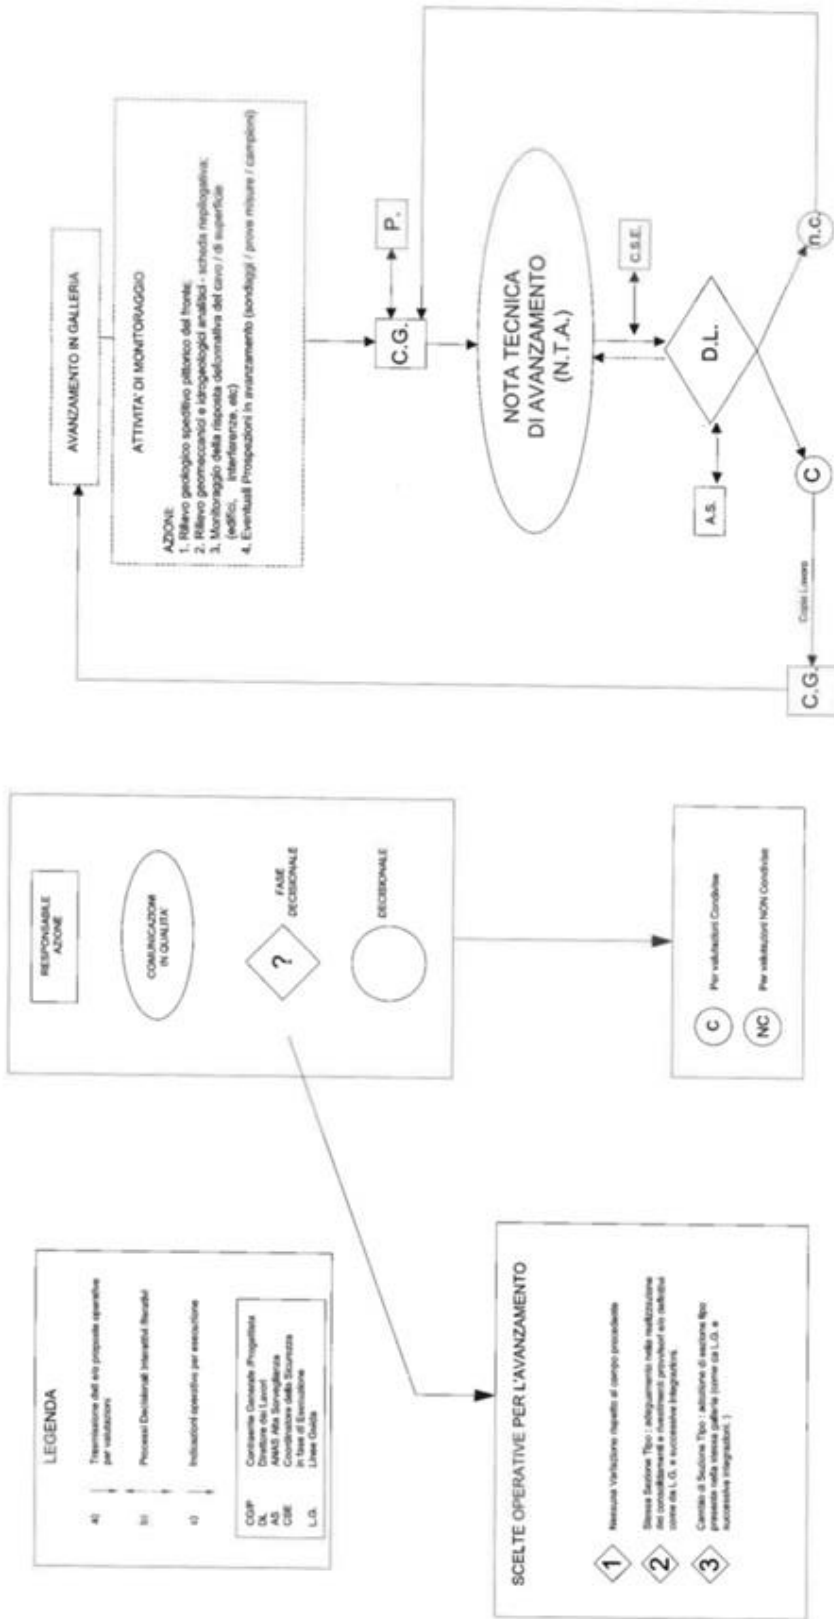 AVANZAMENTO IN GALLERIA
ATTIVITA' DI MONITORAGGIO
AZIONI:
1. Rilievo geologico speditivo pittorico del fronte;
2. Rilievo geomeccanici e idrogeologici analitici - scheda riepilogativa;
3. Monitoraggio della risposta deformativa del cavo / di superficie
(edifici, interferenze, etc)
4. Eventuali Prospezioni in avanzamento (sondaggi / prove misure / campioni)
C.G.
P.
NOTA TECNICA
DI AVANZAMENTO
(N.T.A.)
C.S.E.
D.L.
A.S.
C
n.c.
Copia Lavora
C.G.
RESPONSABILE
AZIONE
COMUNICAZIONI
IN QUALITA'
?
FASE
DECISIONALE
DECISIONALE
C Per valutazioni Condivise
NC Per valutazioni NON Condivise
LEGENDA
a) Trasmissione dati e/o proposte operative
per valutazioni
b) Processi Decisionali Interattivi Iterativi
c) Indicazioni operative per esecuzione
CG/P Contraente Generale /Progettista
DL Direttore dei Lavori
AS ANAS Alta Sorveglianza
CSE Coordinatore della Sicurezza
in fase di Esecuzione
L.G. Linee Guida
SCELTE OPERATIVE PER L'AVANZAMENTO
1 Nessuna Variazione rispetto al campo precedente
2 Stessa Sezione Tipo : adeguamento nella realizzazione
dei consolidamenti e rivestimenti provvisori e/o definitivi
come da L.G. e successive integrazioni.
3 Cambio di Sezione Tipo : adozione di sezione tipo
presente nella stessa galleria (come da L.G. e
successive integrazioni. )